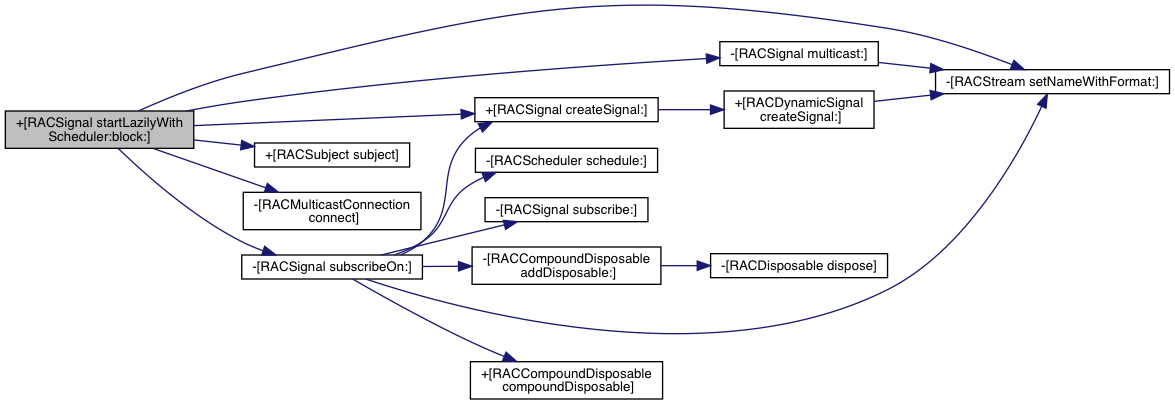 +[RACSignal startLazilyWith
Scheduler:block:]
-[RACStream setNameWithFormat:]
-[RACSignal multicast:]
+[RACSignal createSignal:]
+[RACDynamicSignal
createSignal:]
+[RACSubject subject]
-[RACMulticastConnection
connect]
-[RACSignal subscribeOn:]
-[RACScheduler schedule:]
-[RACSignal subscribe:]
-[RACCompoundDisposable
addDisposable:]
-[RACDisposable dispose]
+[RACCompoundDisposable
compoundDisposable]